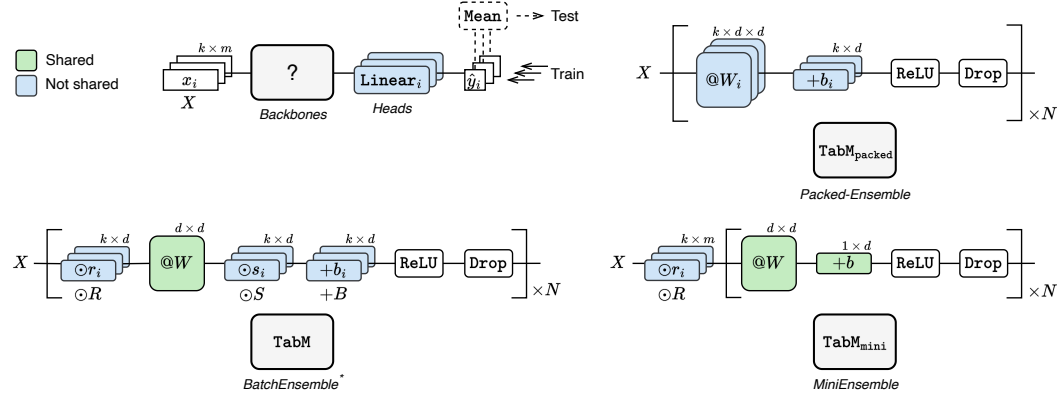 Shared
Not shared
k × m
x_i
X
?
Backbones
Linear_i
Heads
Mean
Test
ŷ_i
Train
k × d × d
k × d
X
@W_i
+b_i
ReLU
Drop
×N
TabM_packed
Packed-Ensemble
k × d
d × d
k × d
k × d
X
⊙r_i
@W
⊙s_i
+b_i
ReLU
Drop
⊙R
⊙S
+B
×N
TabM
BatchEnsemble*
k × m
d × d
1 × d
X
⊙r_i
@W
+b
ReLU
Drop
⊙R
×N
TabM_mini
MiniEnsemble